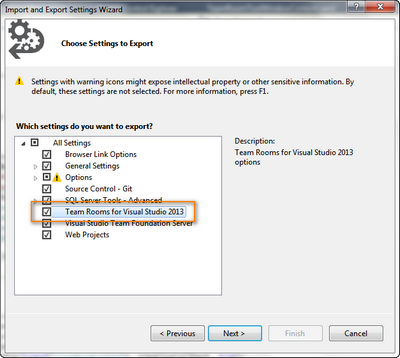 Import and Export Settings Wizard
Choose Settings to Export
Settings with warning icons might expose intellectual property or other sensitive information. By
default, these settings are not selected. For more information, press F1.
Which settings do you want to export?
All Settings
Browser Link Options
General Settings
Options
Source Control - Git
SQL Server Tools - Advanced
Team Rooms for Visual Studio 2013
Visual Studio Team Foundation Server
Web Projects
Description:
Team Rooms for Visual Studio 2013
options
< Previous
Next >
Finish
Cancel